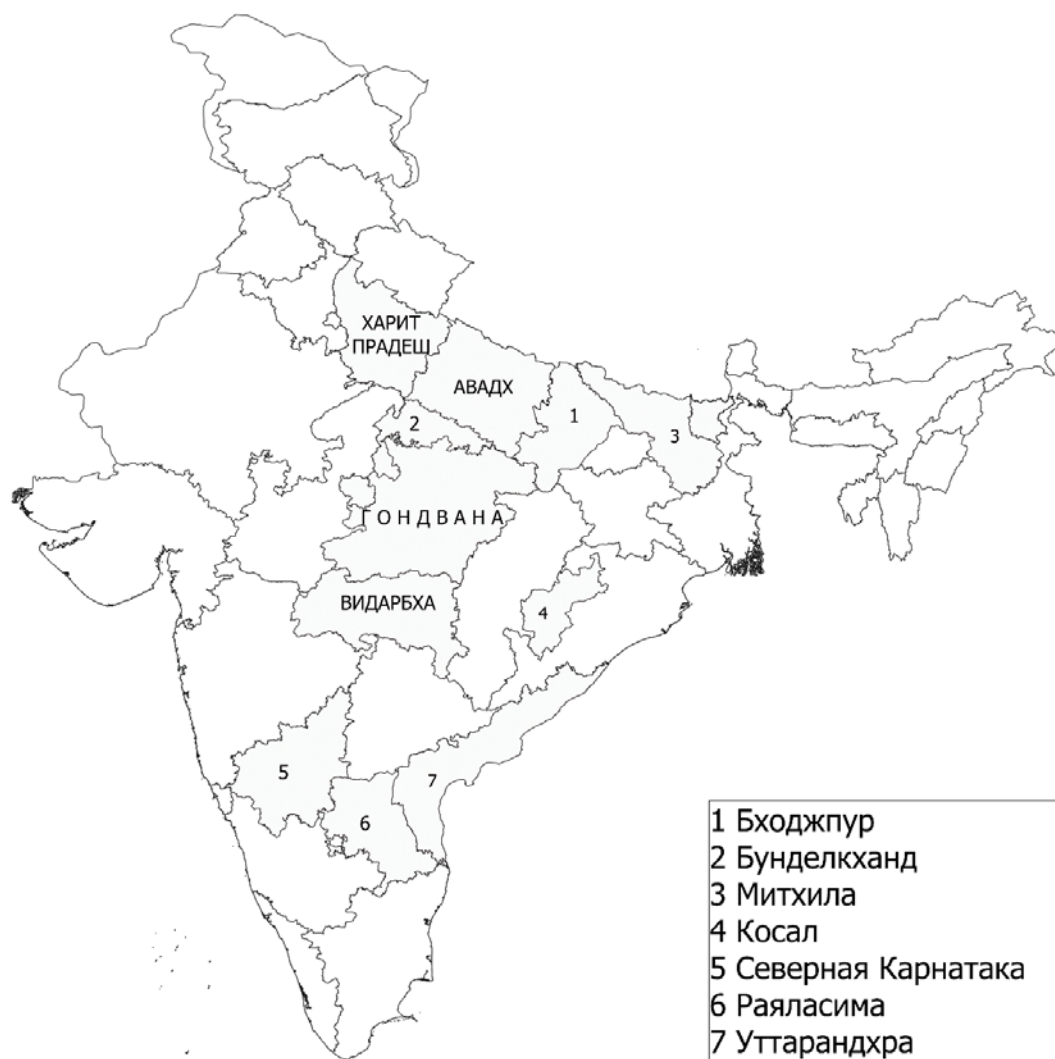 ХАРИТ
ПРАДЕШ
АВАДХ
1
2
3
ГОНДВАНА
ВИДАРБХА
4
5
7
6
1 Бходжпур
2 Бунделкханд
3 Митхила
4 Косал
5 Северная Карнатака
6 Раяласима
7 Уттарандхра